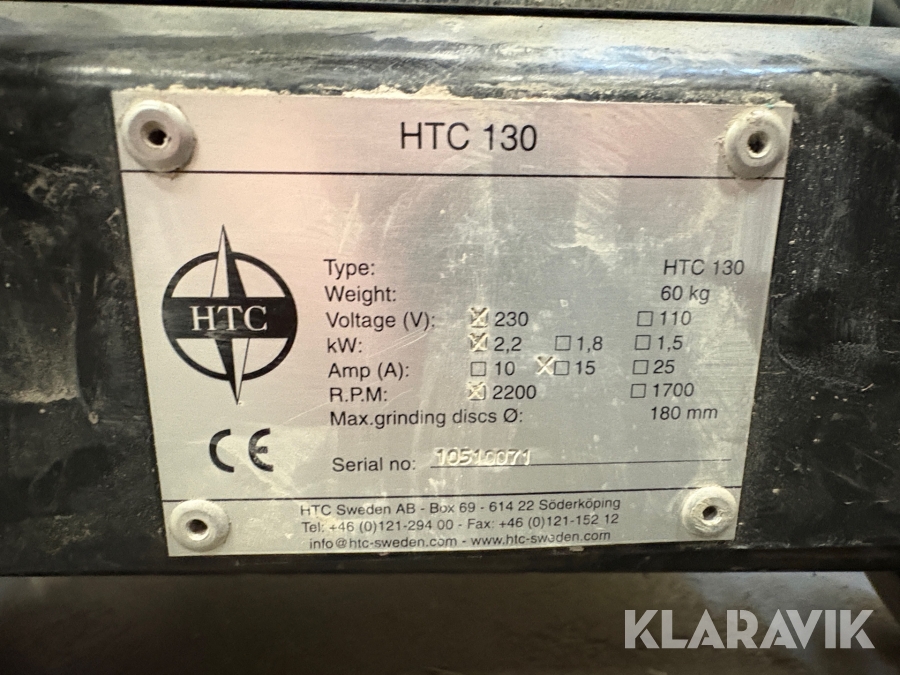 HTC 130
HTC
Type: HTC 130
Weight: 60 kg
Voltage (V): ☒ 230 ☐ 110
kW: ☒ 2,2 ☐ 1,8 ☐ 1,5
Amp (A): ☐ 10 ☒ 15 ☐ 25
R.P.M: ☒ 2200 ☐ 1700
Max.grinding discs Ø: 180 mm
CE
Serial no: 10510071
HTC Sweden AB - Box 69 - 614 22 Söderköping
Tel: +46 (0)121-294 00 - Fax: +46 (0)121-152 12
info@htc-sweden.com - www.htc-sweden.com
KLARAVIK